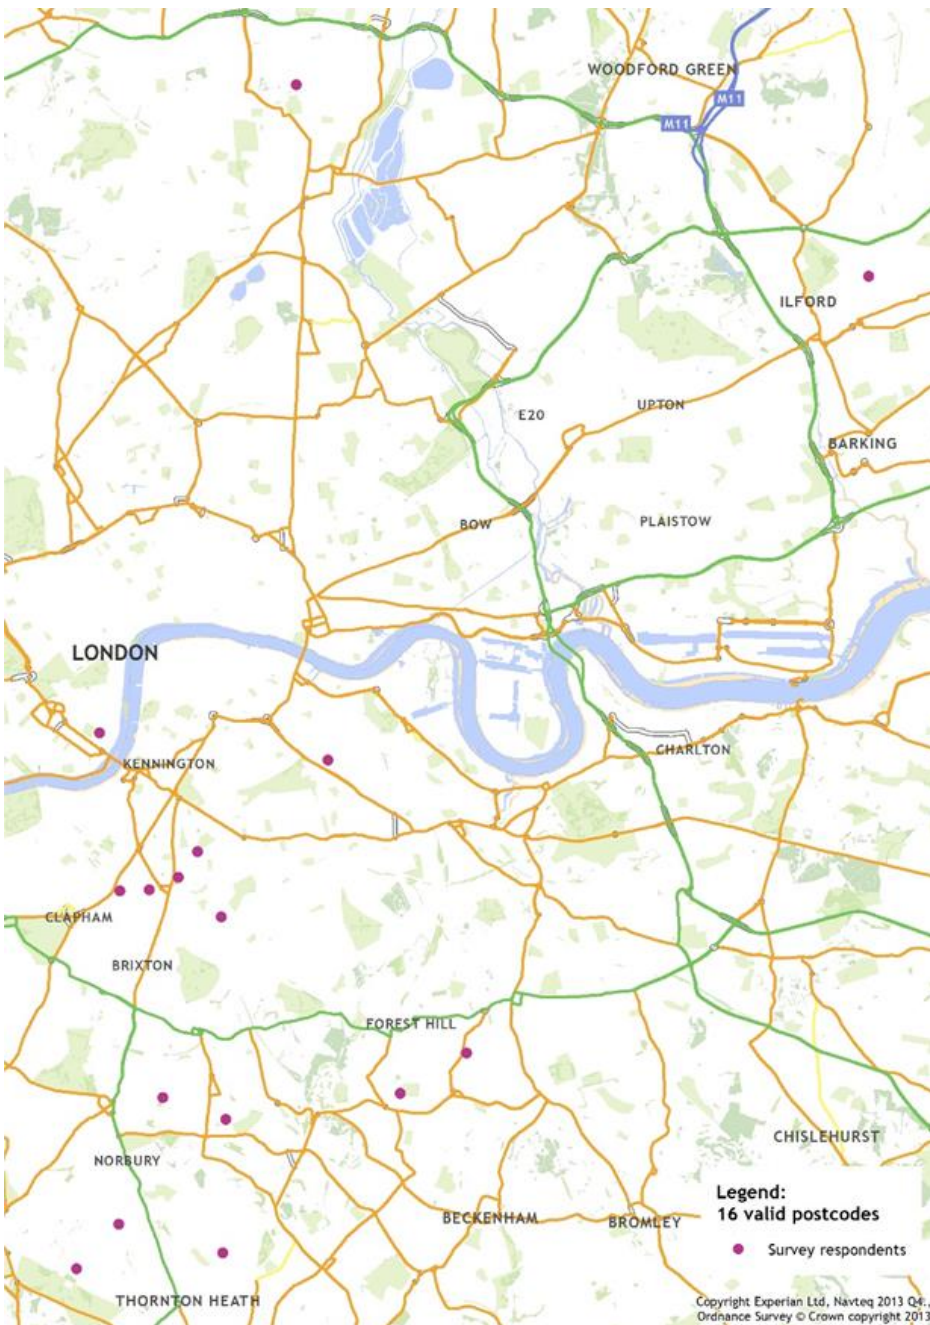 WOODFORD GREEN
M11
M11
ILFORD
UPTON
E20
BARKING
BOW
PLAISTOW
LONDON
CHARLTON
KENNINGTON
CLAPHAM
BRIXTON
FOREST HILL
CHISLEHURST
NORBURY
Legend:
16 valid postcodes
BECKENHAM
BROMLEY
Survey respondents
THORNTON HEATH
Copyright Experian Ltd, Navteq 2013 Q4.,
Ordnance Survey © Crown copyright 2013